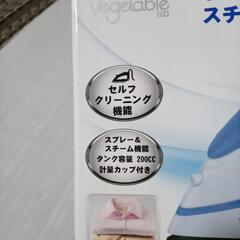 Vegetable
GD
スチ
セルフ
クリーニング
機能
スプレー&
スチーム機能
タンク容量 200CC
計量カップ付き